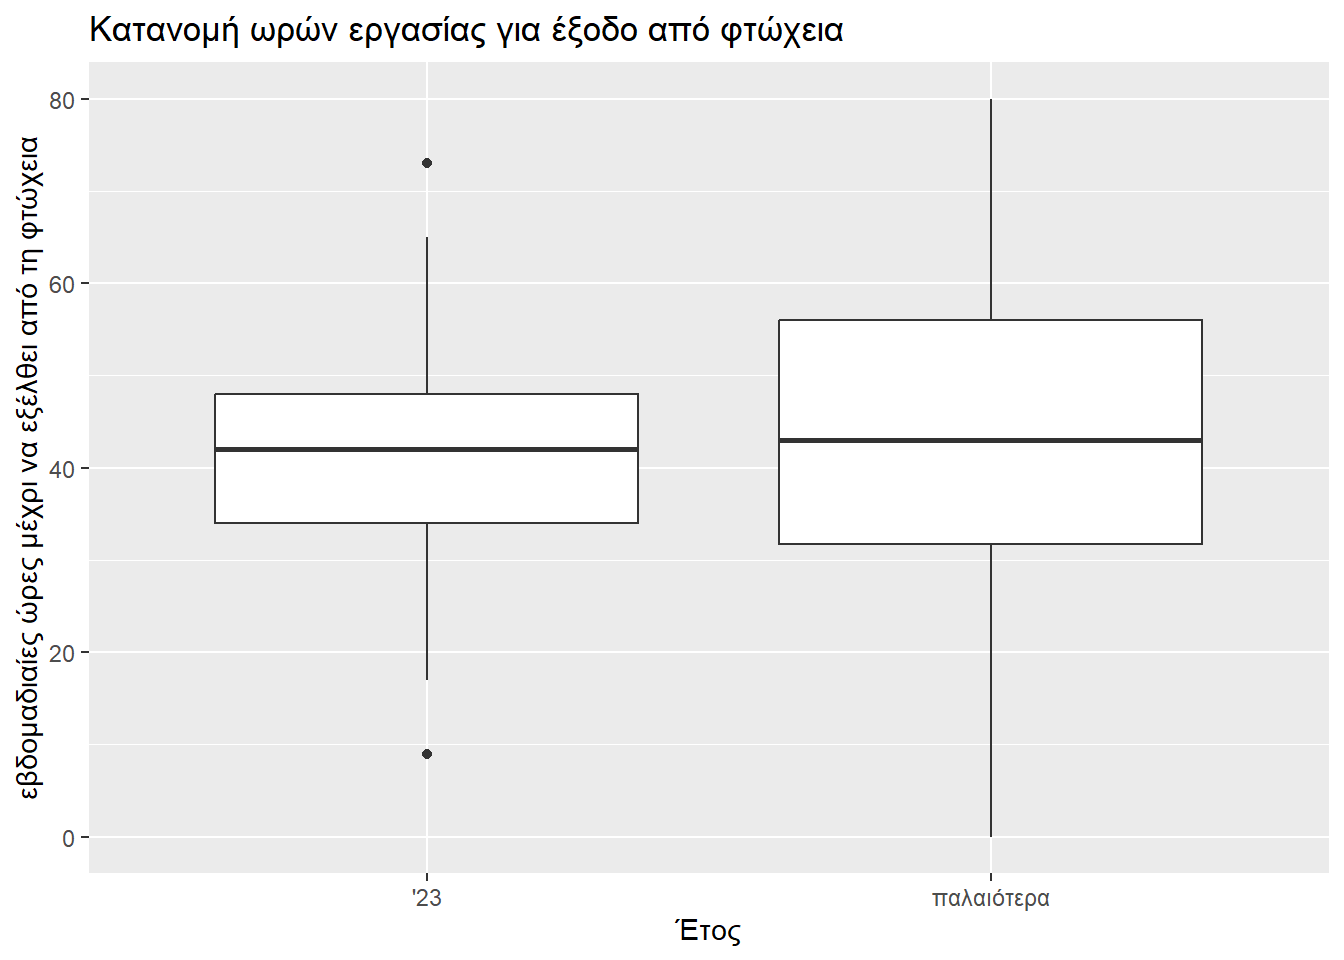 Κατανομή ωρών εργασίας για έξοδο από φτώχεια
εβδομαδιαίες ώρες μέχρι να εξέλθει από τη φτώχεια
80
60
40
20
0
'23
παλαιότερα
Έτος